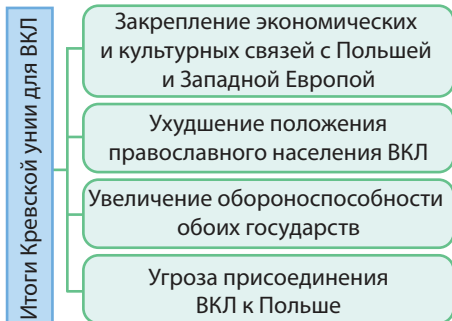 Итоги Кревской унии для ВКЛ
Закрепление экономических
и культурных связей с Польшей
и Западной Европой
Ухудшение положения
православного населения ВКЛ
Увеличение обороноспособности
обоих государств
Угроза присоединения
ВКЛ к Польше